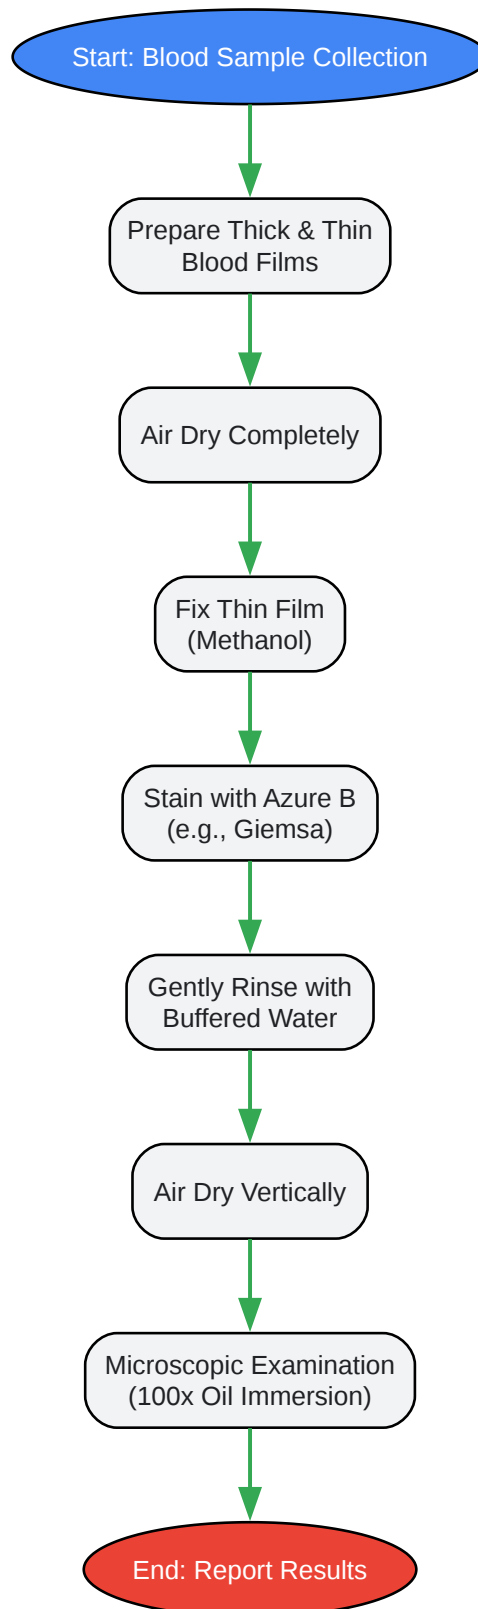 Start: Blood Sample Collection
Prepare Thick & Thin
Blood Films
Air Dry Completely
Fix Thin Film
(Methanol)
Stain with Azure B
(e.g., Giemsa)
Gently Rinse with
Buffered Water
Air Dry Vertically
Microscopic Examination
(100x Oil Immersion)
End: Report Results